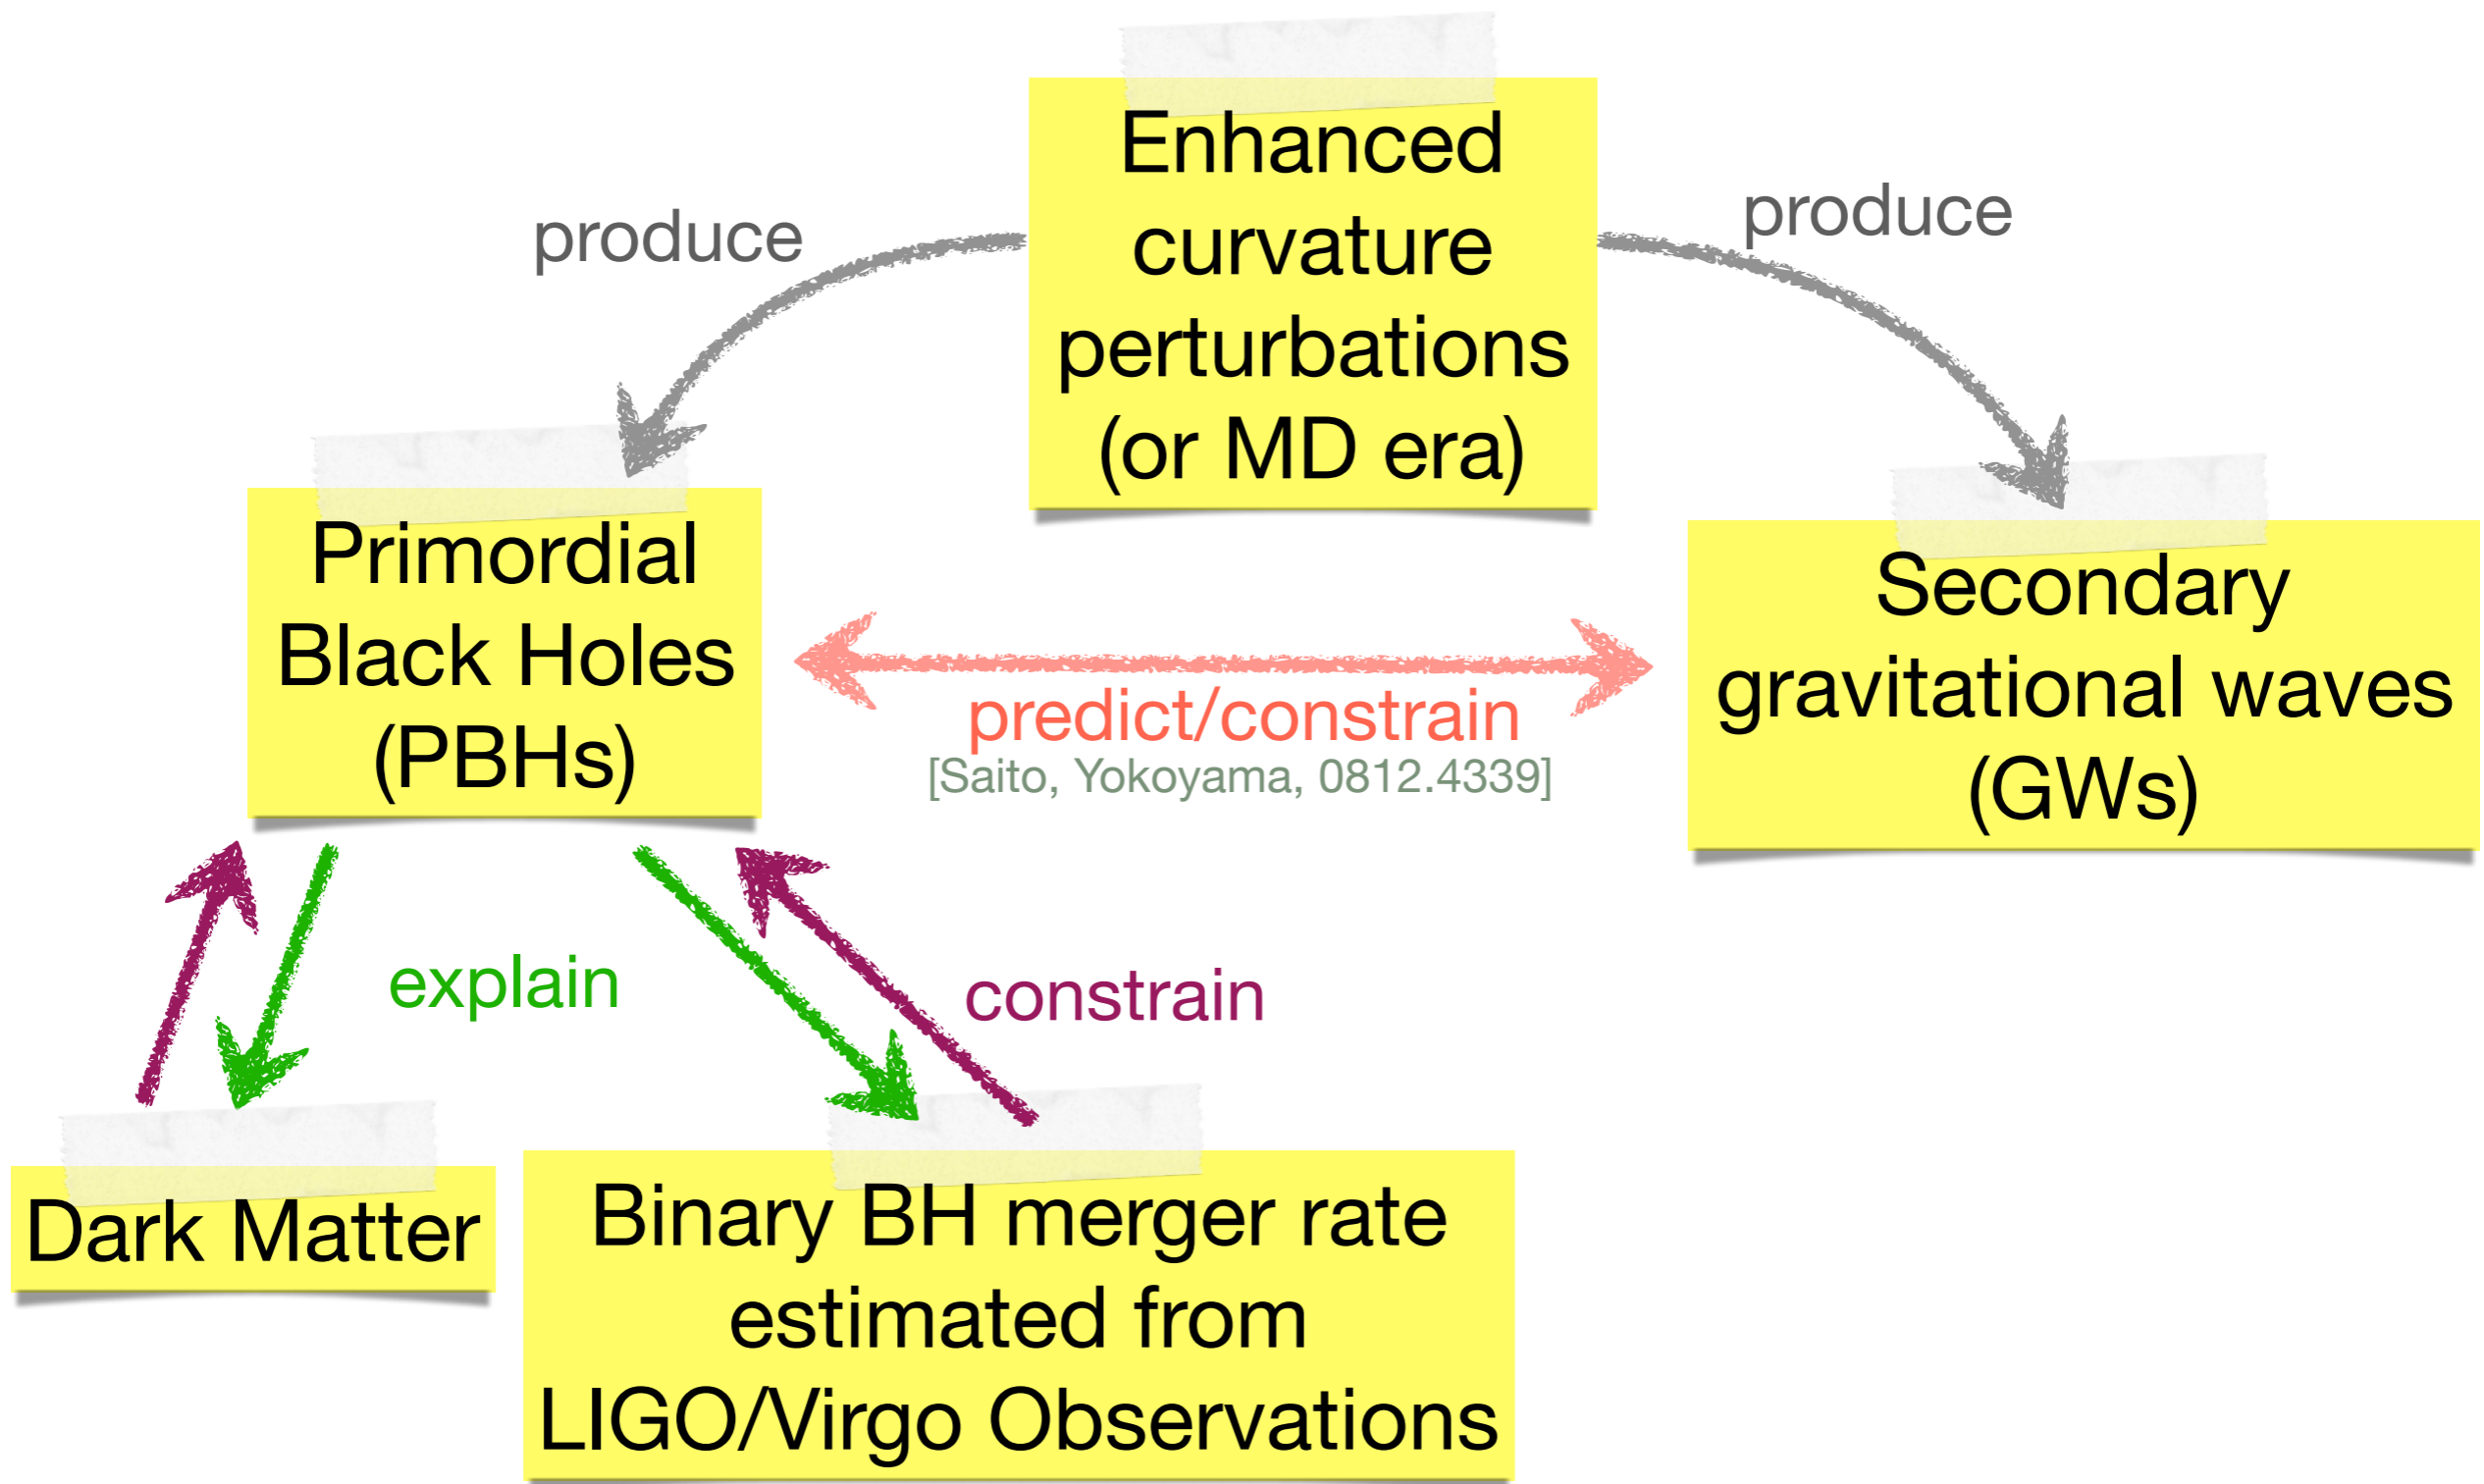 Enhanced
curvature
perturbations
(or MD era)
produce
produce
Primordial
Black Holes
(PBHs)
Secondary
gravitational waves
(GWs)
predict/constrain
[Saito, Yokoyama, 0812.4339]
explain
constrain
Dark Matter
Binary BH merger rate
estimated from
LIGO/Virgo Observations